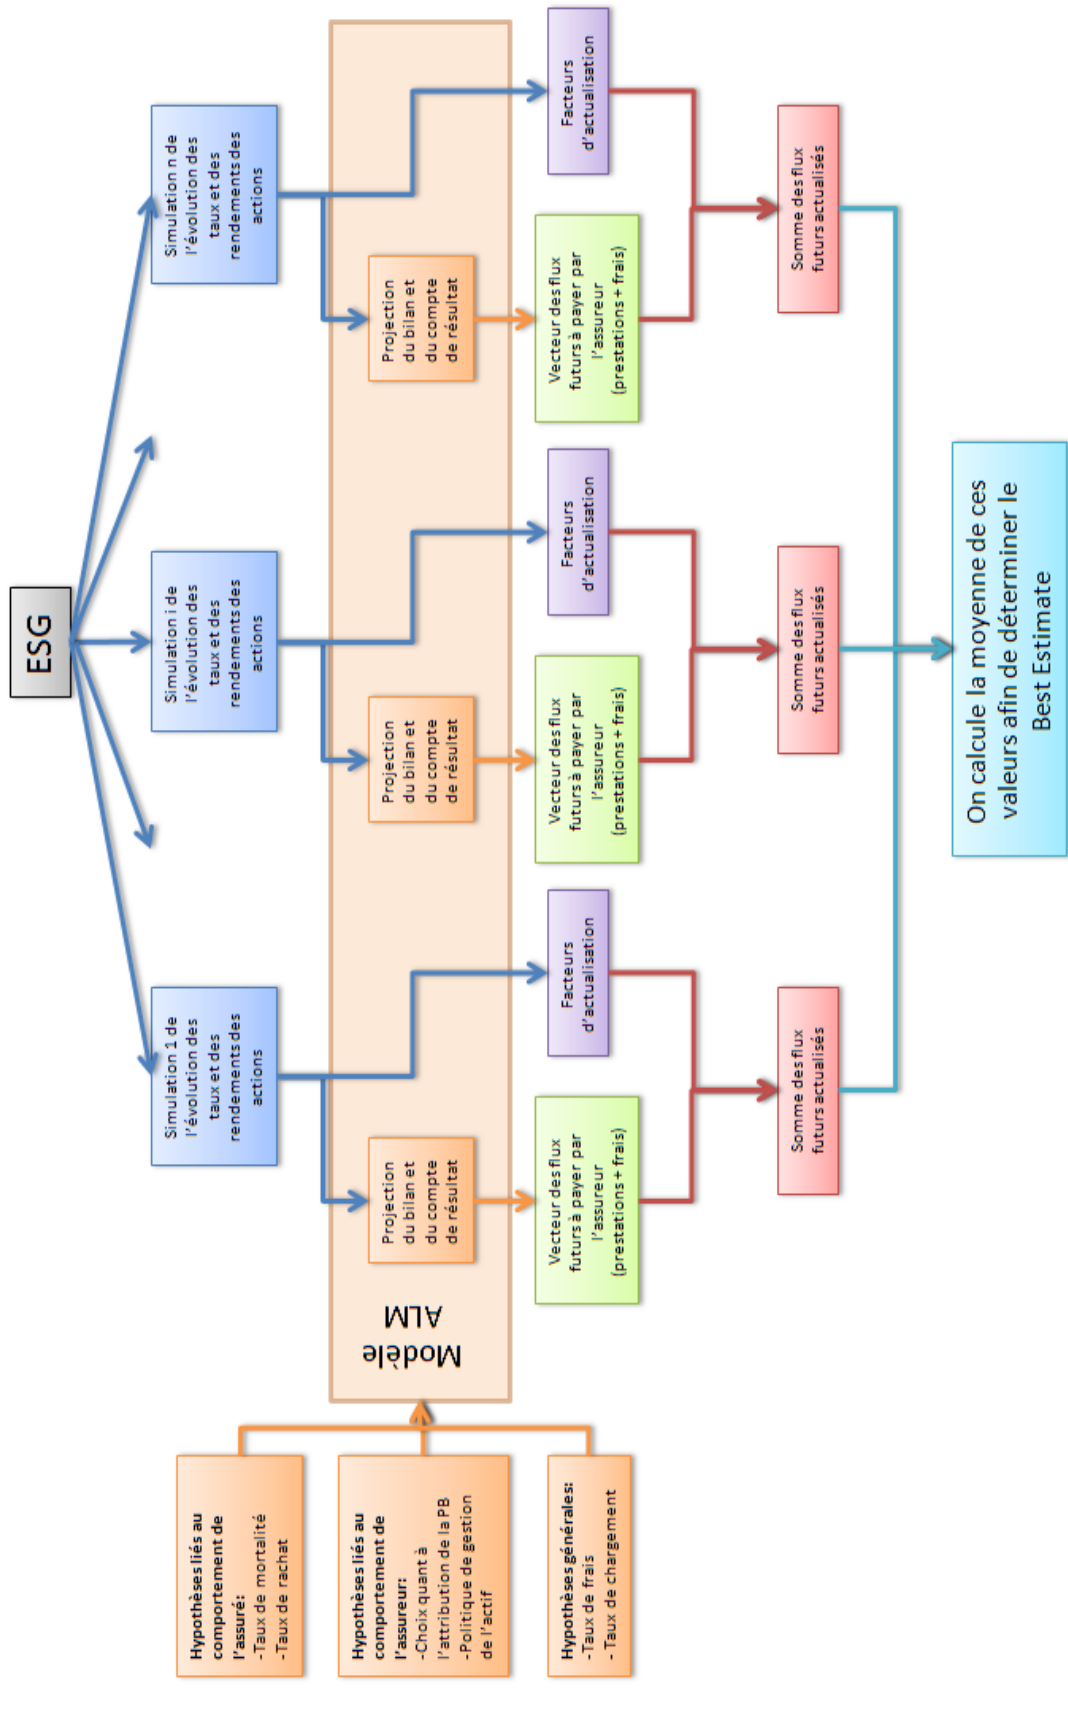 ESG
Simulation 1 de
l'évolution des
taux et des
rendements des
actions
Simulation i de
l'évolution des
taux et des
rendements des
actions
Simulation n de
l'évolution des
taux et des
rendements des
actions
Hypothèses liés au
comportement de
l'assuré:
-Taux de mortalité
-Taux de rachat
Hypothèses liés au
comportement de
l'assureur:
-Choix quant à
l'attribution de la PB
-Politique de gestion
de l'actif
Hypothèses générales:
-Taux de frais
- Taux de chargement
Modèle
ALM
Projection
du bilan et
du compte
de résultat
Projection
du bilan et
du compte
de résultat
Projection
du bilan et
du compte
de résultat
Vecteur des flux
futurs à payer par
l'assureur
(prestations + frais)
Facteurs
d'actualisation
Vecteur des flux
futurs à payer par
l'assureur
(prestations + frais)
Facteurs
d'actualisation
Vecteur des flux
futurs à payer par
l'assureur
(prestations + frais)
Facteurs
d'actualisation
Somme des flux
futurs actualisés
Somme des flux
futurs actualisés
Somme des flux
futurs actualisés
On calcule la moyenne de ces
valeurs afin de déterminer le
Best Estimate